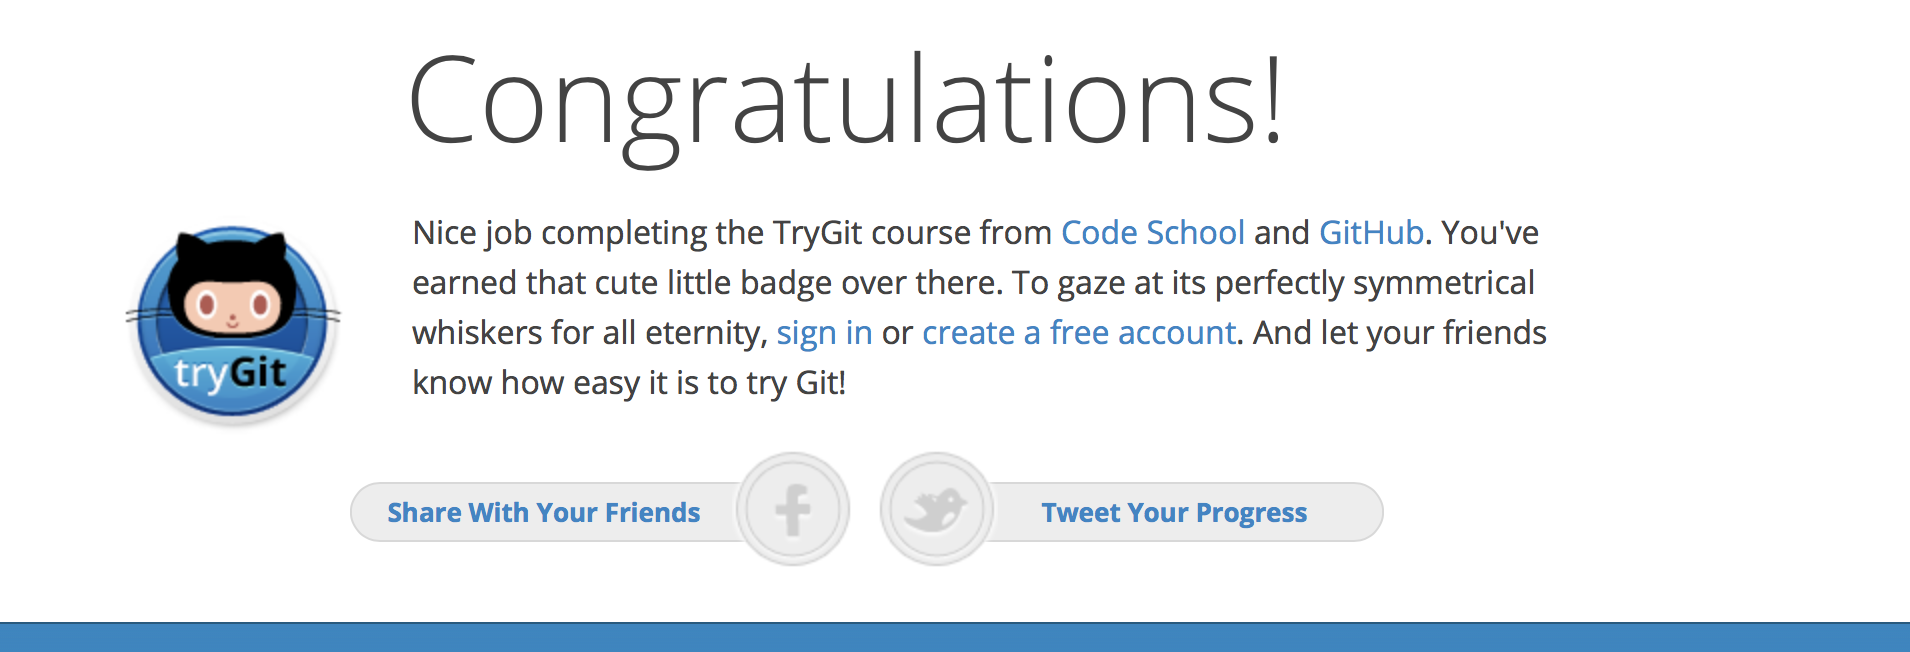 Congratulations!
Nice job completing the TryGit course from Code School and GitHub. You've
earned that cute little badge over there. To gaze at its perfectly symmetrical
whiskers for all eternity, sign in or create a free account. And let your friends
know how easy it is to try Git!
tryGit
Share With Your Friends
Tweet Your Progress